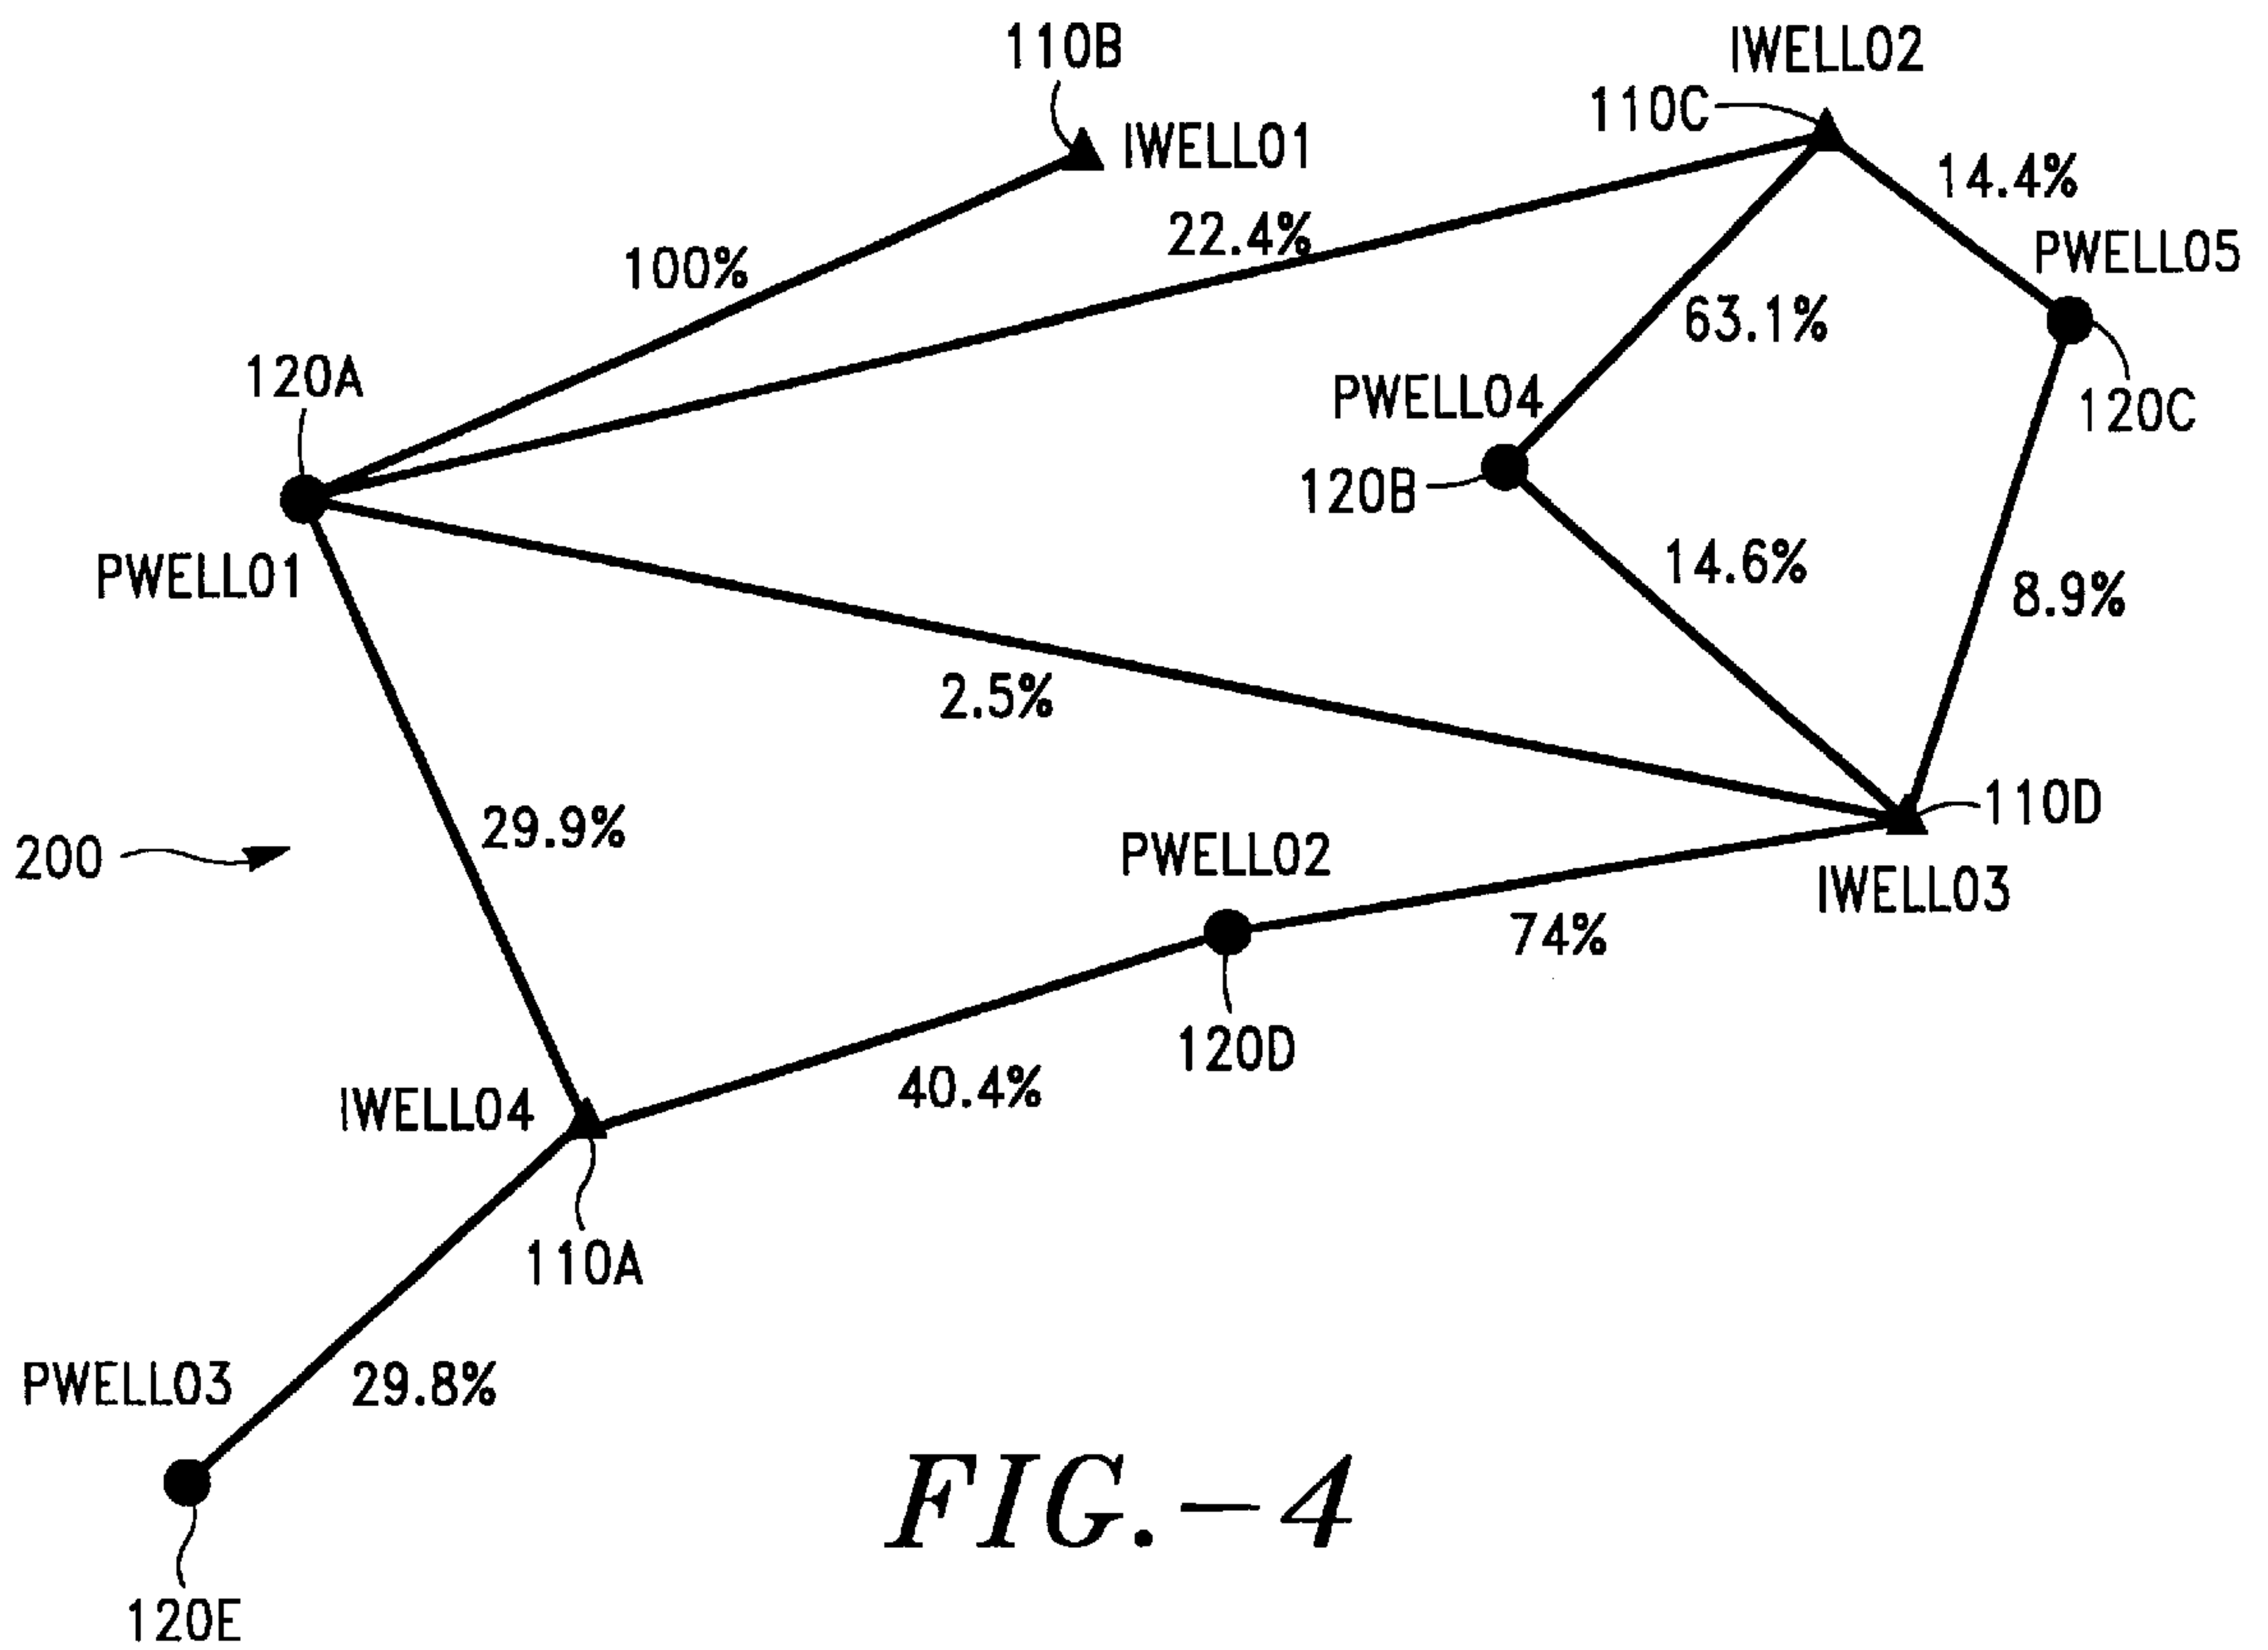 110B
IWELL02
110C
IWELL01
14.4%
22.4%
PWELL05
100%
63.1%
120A
PWELL04
120C
120B
PWELL01
14.6%
8.9%
2.5%
29.9%
110D
200
PWELL02
IWELL03
74%
120D
40.4%
IWELL04
110A
PWELL03
29.8%
FIG.-4
120E